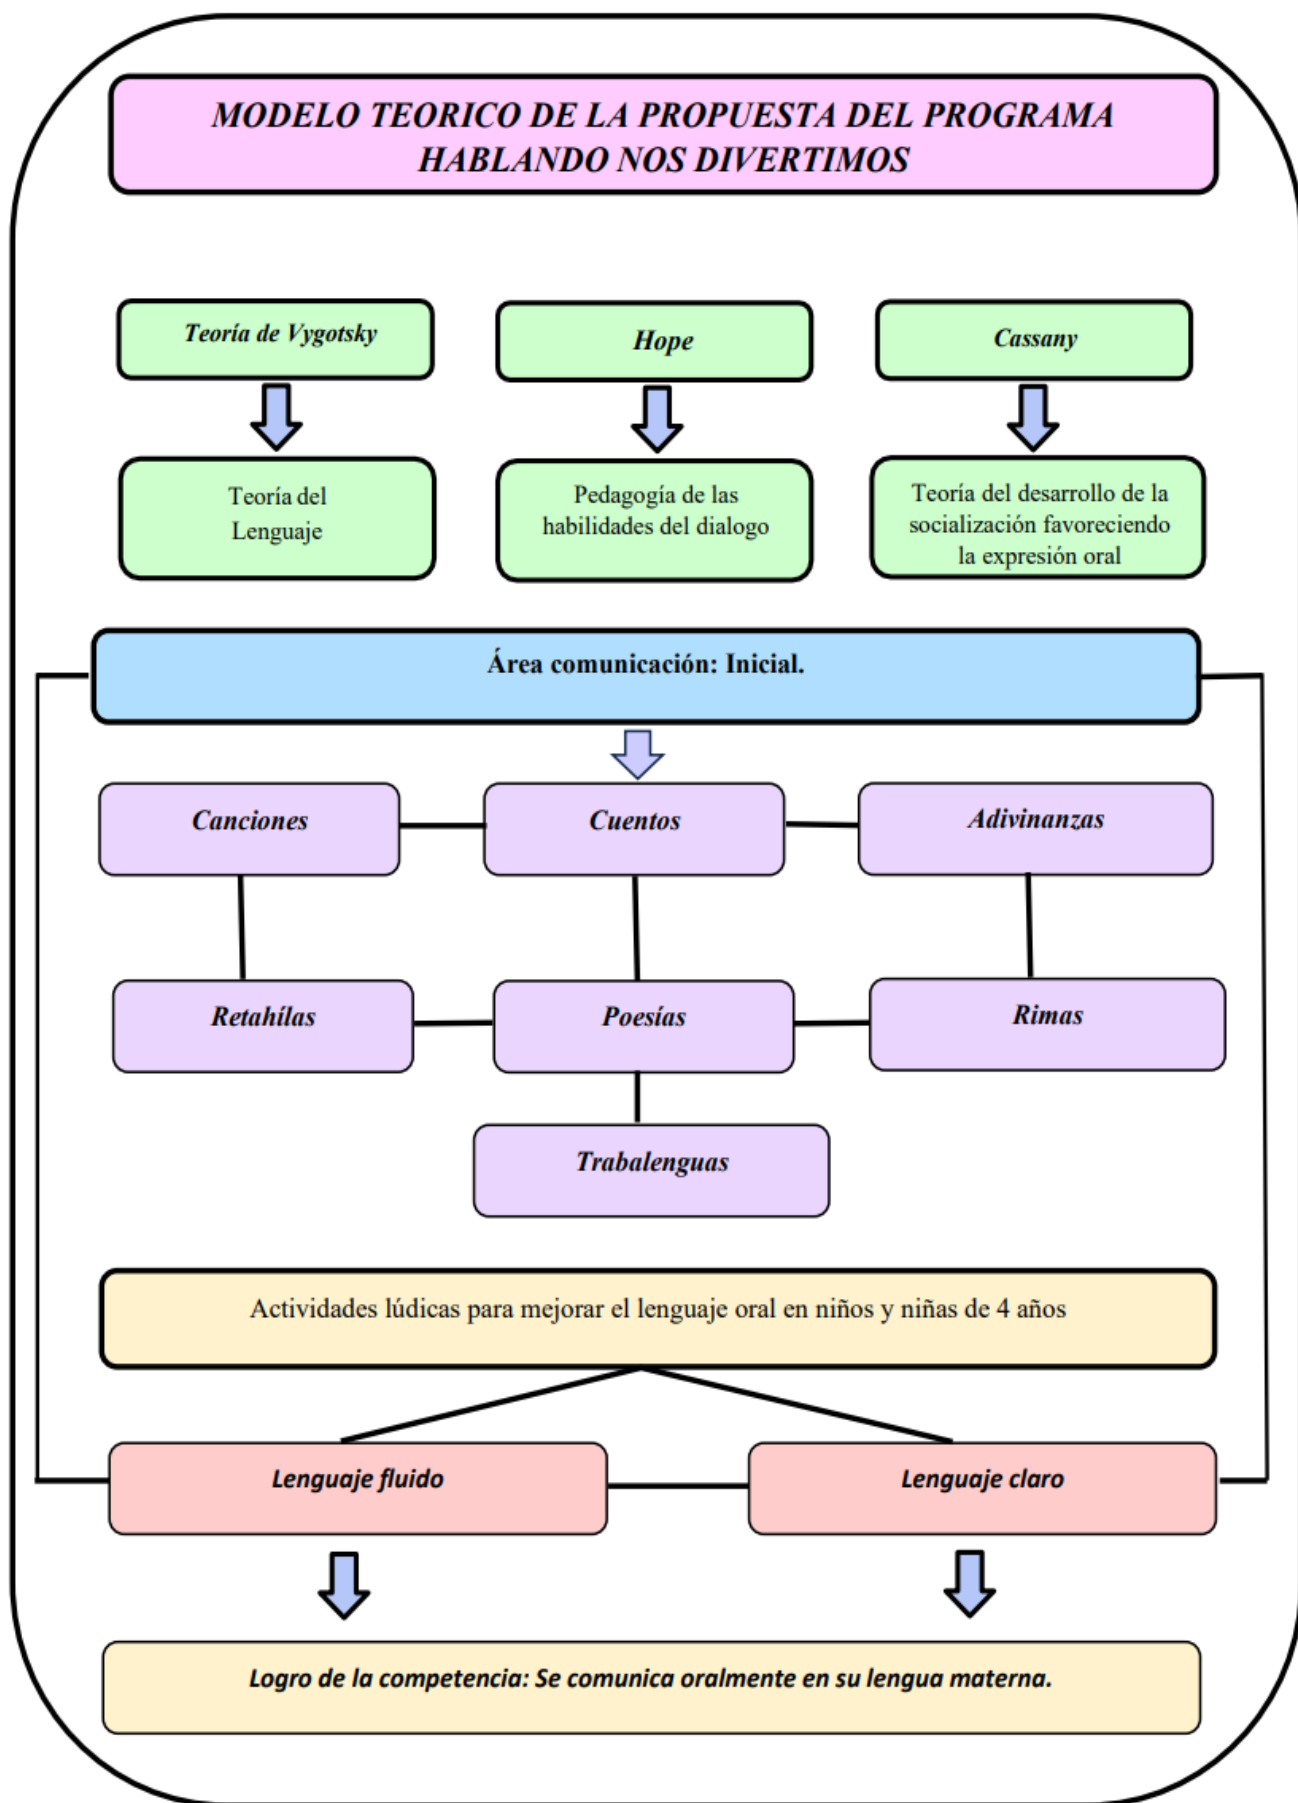 MODELO TEORICO DE LA PROPUESTA DEL PROGRAMA
HABLANDO NOS DIVERTIMOS
Teoría de Vygotsky
Hope
Cassany
Teoría del
Lenguaje
Pedagogía de las
habilidades del dialogo
Teoría del desarrollo de la
socialización favoreciendo
la expresión oral
Área comunicación: Inicial.
Canciones
Cuentos
Adivinanzas
Retahílas
Poesías
Rimas
Trabalenguas
Actividades lúdicas para mejorar el lenguaje oral en niños y niñas de 4 años
Lenguaje fluido
Lenguaje claro
Logro de la competencia: Se comunica oralmente en su lengua materna.